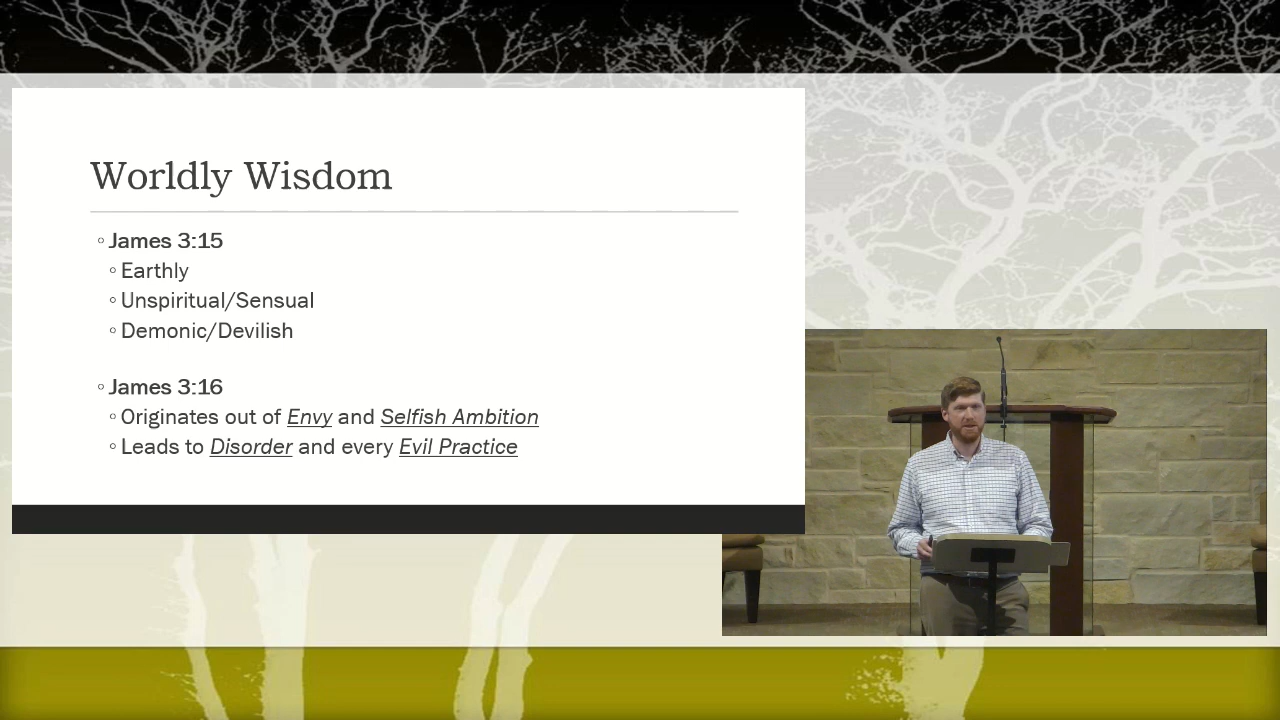 Worldly Wisdom
◦ James 3:15
◦ Earthly
◦ Unspiritual/Sensual
◦ Demonic/Devilish
◦ James 3:16
◦ Originates out of Envy and Selfish Ambition
◦ Leads to Disorder and every Evil Practice